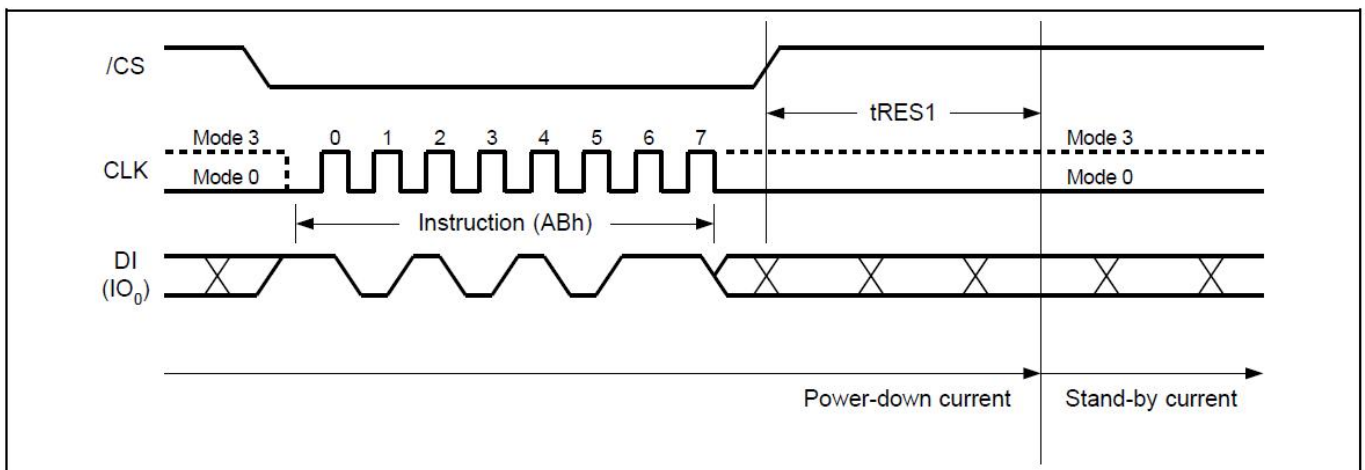 /CS
tRES1
Mode 3 0 1 2 3 4 5 6 7 Mode 3
CLK
Mode 0 Mode 0
Instruction (ABh)
DI
(IO₀)
Power-down current Stand-by current